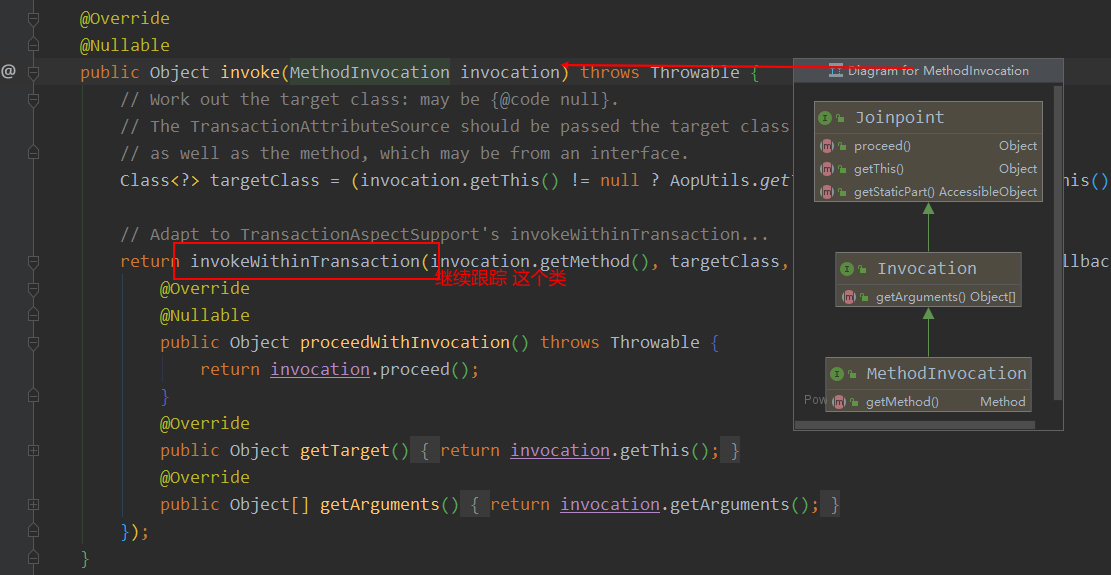 @Override
@Nullable
@ public Object invoke(MethodInvocation invocation) throws Throwable {
// Work out the target class: may be {@code null}.
// The TransactionAttributeSource should be passed the target class
// as well as the method, which may be from an interface.
Class<?> targetClass = (invocation.getThis() != null ? AopUtils.get his()
// Adapt to TransactionAspectSupport's invokeWithinTransaction...
return invokeWithinTransaction(invocation.getMethod(), targetClass, llbac
继续跟踪 这个类
@Override
@Nullable
public Object proceedWithInvocation() throws Throwable {
return invocation.proceed();
}
@Override
public Object getTarget() { return invocation.getThis(); }
@Override
public Object[] getArguments() { return invocation.getArguments(); }
});
}
Diagram for MethodInvocation
I Joinpoint
m proceed() Object
m getThis() Object
m getStaticPart() AccessibleObject
I Invocation
m getArguments() Object[]
I MethodInvocation
Pow
m getMethod() Method